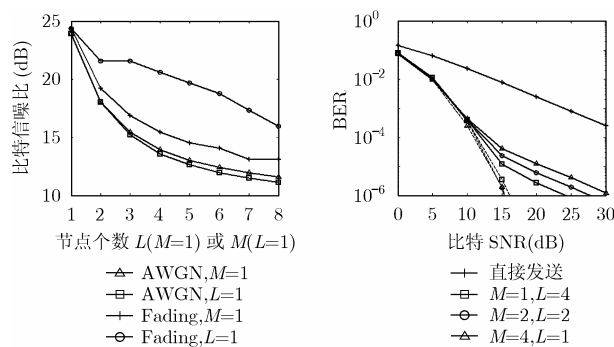 比特信噪比 (dB)
25
20
15
10
1 2 3 4 5 6 7 8
节点个数 L(M=1) 或 M(L=1)
AWGN,M=1
AWGN,L=1
Fading,M=1
Fading,L=1
BER
10^0
10^-2
10^-4
10^-6
0 5 10 15 20 25 30
比特 SNR(dB)
直接发送
M=1,L=4
M=2,L=2
M=4,L=1